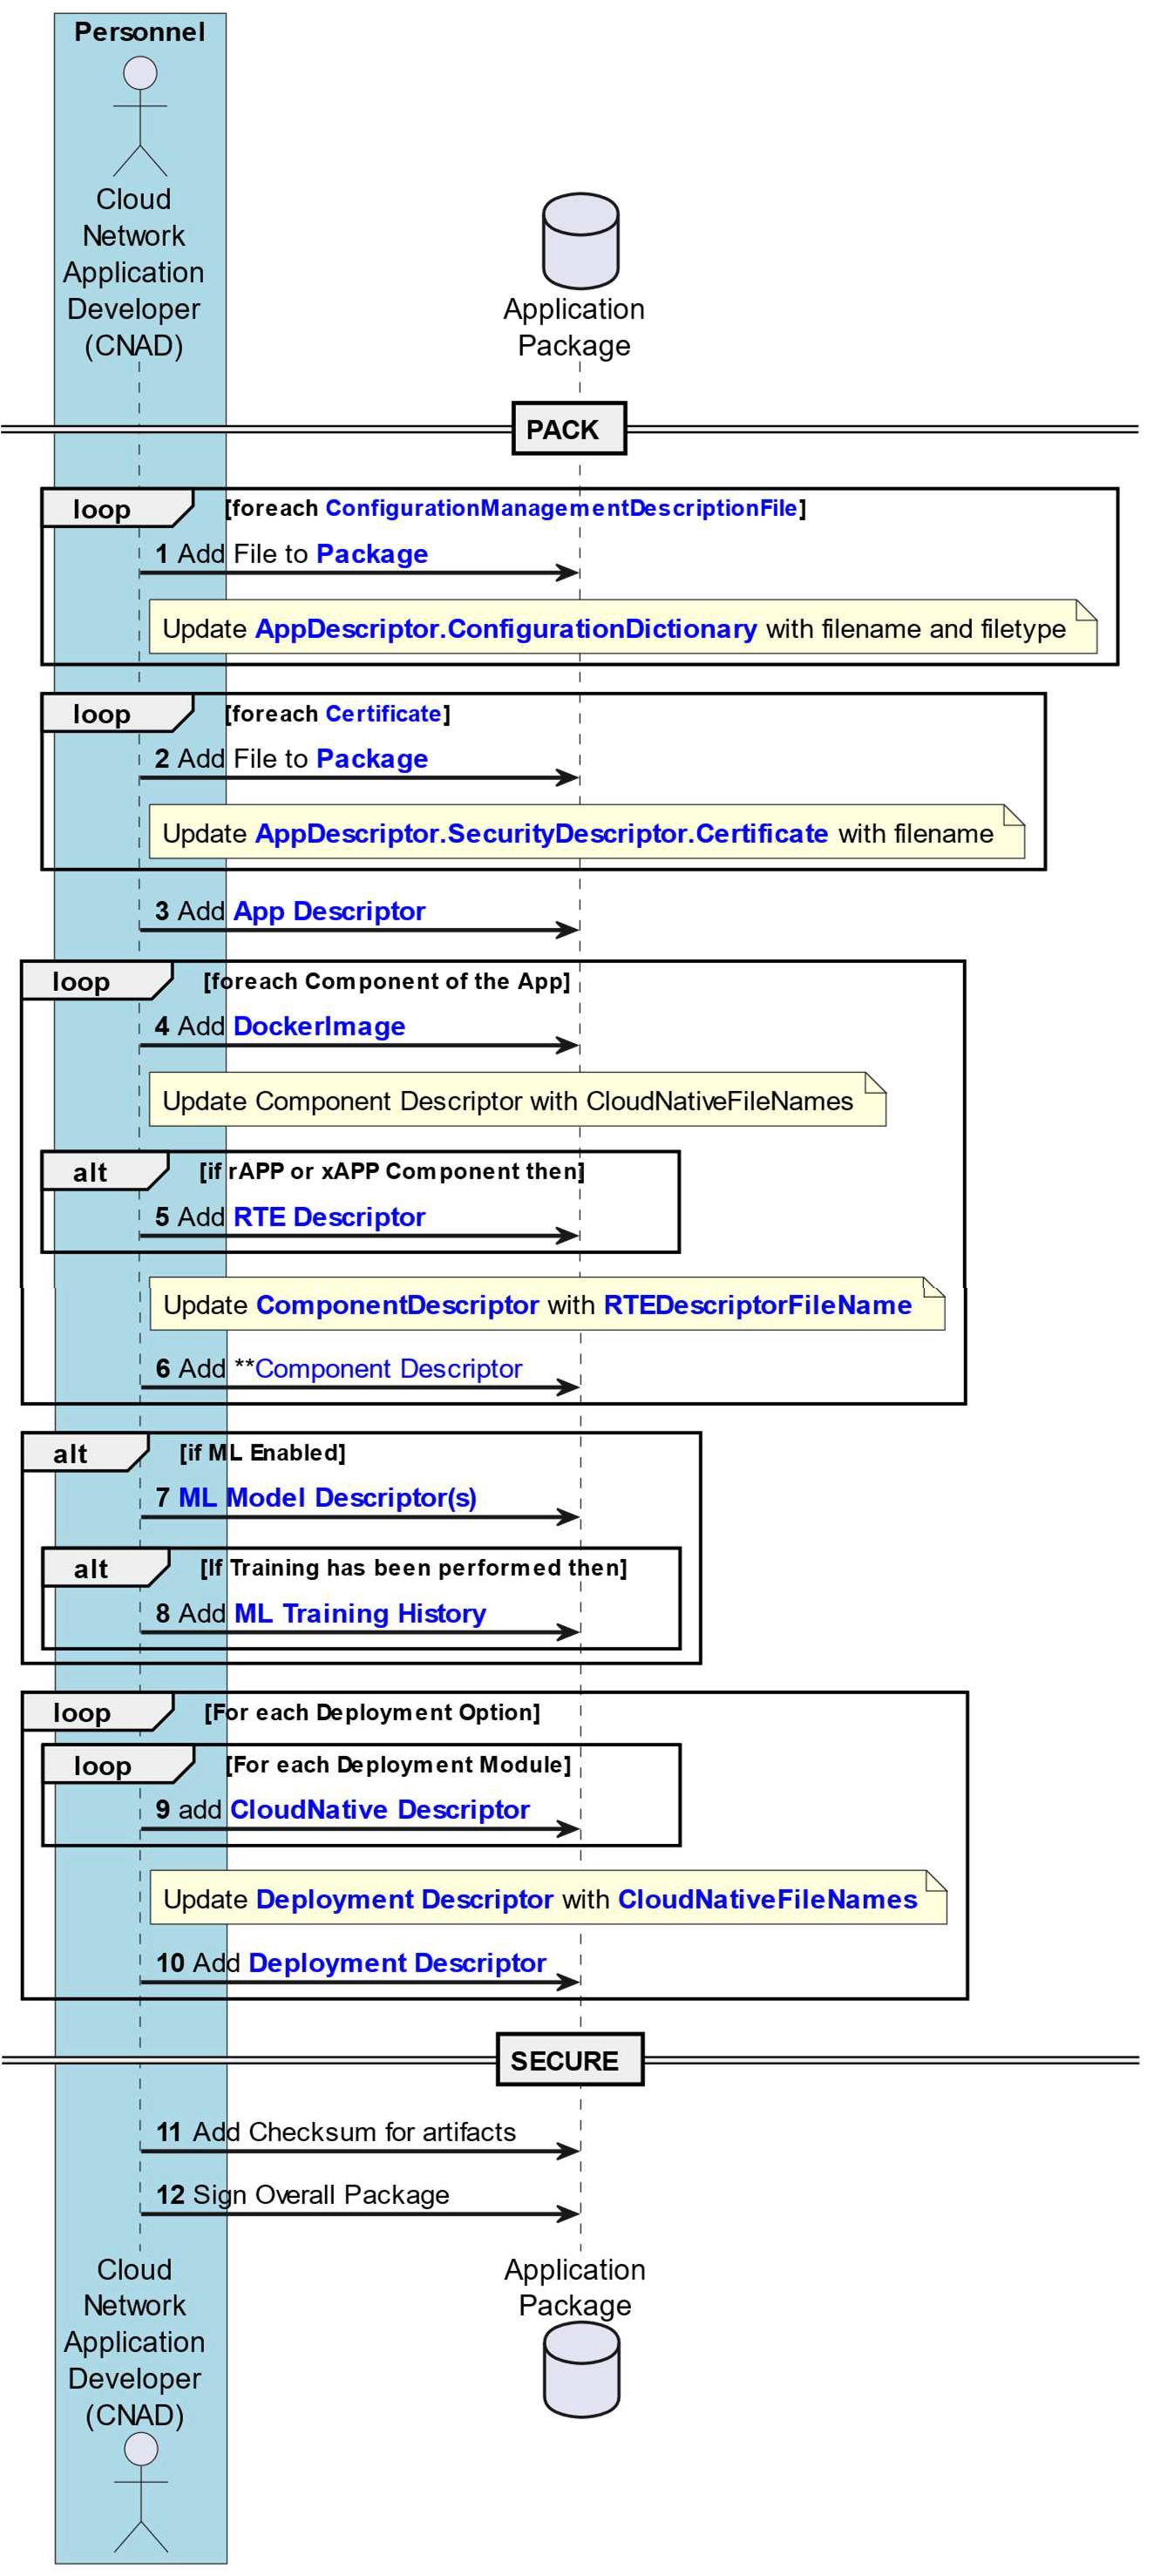 Personnel
Cloud
Network
Application
Developer
(CNAD)
Application
Package
PACK
loop [foreach ConfigurationManagementDescriptionFile]
1 Add File to Package
Update AppDescriptor.ConfigurationDictionary with filename and filetype
loop [foreach Certificate]
2 Add File to Package
Update AppDescriptor.SecurityDescriptor.Certificate with filename
3 Add App Descriptor
loop [foreach Component of the App]
4 Add DockerImage
Update Component Descriptor with CloudNativeFileNames
alt [if rAPP or xAPP Component then]
5 Add RTE Descriptor
Update ComponentDescriptor with RTEDescriptorFileName
6 Add **Component Descriptor
alt [if ML Enabled]
7 ML Model Descriptor(s)
alt [If Training has been performed then]
8 Add ML Training History
loop [For each Deployment Option]
loop [For each Deployment Module]
9 add CloudNative Descriptor
Update Deployment Descriptor with CloudNativeFileNames
10 Add Deployment Descriptor
SECURE
11 Add Checksum for artifacts
12 Sign Overall Package
Cloud
Network
Application
Developer
(CNAD)
Application
Package